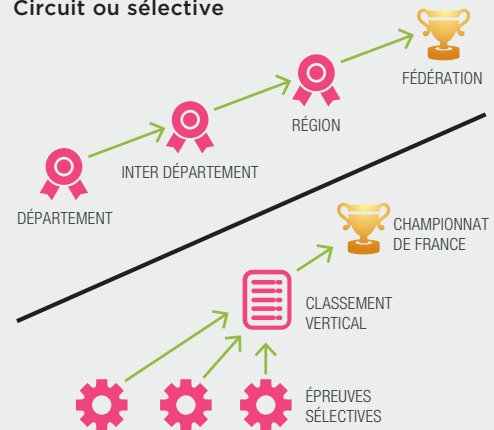 Circuit ou sélective
FÉDÉRATION
RÉGION
INTER DÉPARTEMENT
DÉPARTEMENT
CHAMPIONNAT
DE FRANCE
CLASSEMENT
VERTICAL
ÉPREUVES
SÉLECTIVES